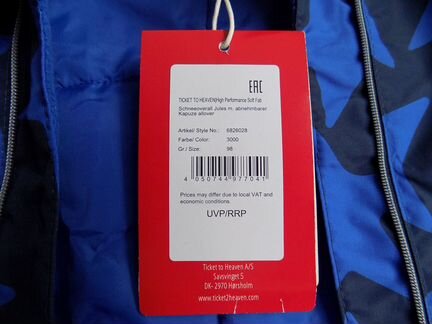 EAC
TICKET TO HEAVEN|High Performance Soft Fab
Schneeoverall Jules m. abnehmbarer
Kapuze allover
Artikel/ Style No.: 6826028
Farbe/ Color: 3000
Gr./ Size: 98
4 050744 977041
Prices may differ due to local VAT and
economic conditions.
UVP/RRP
Ticket to Heaven A/S
Savsvinget 5
DK- 2970 Hørsholm
www.ticket2heaven.com